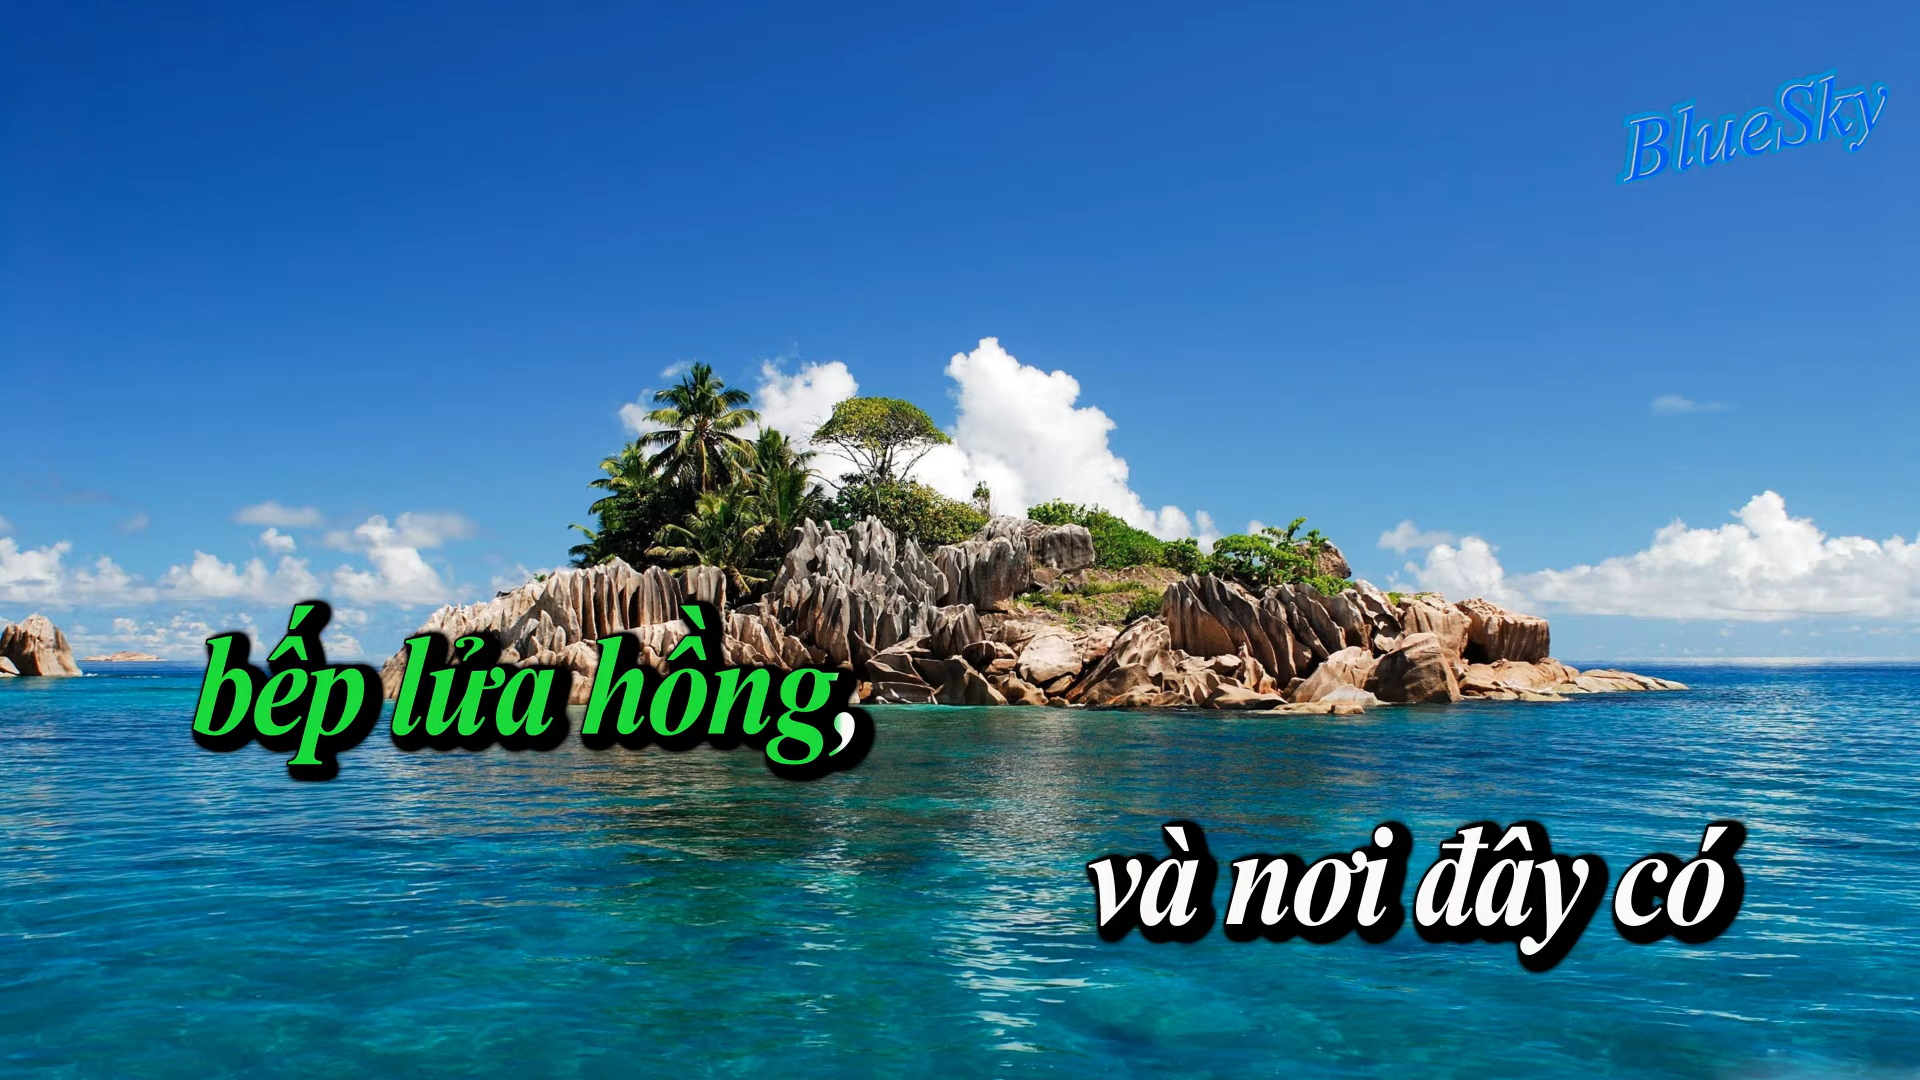 BlueSky
bếp lửa hồng,
và nơi đây có